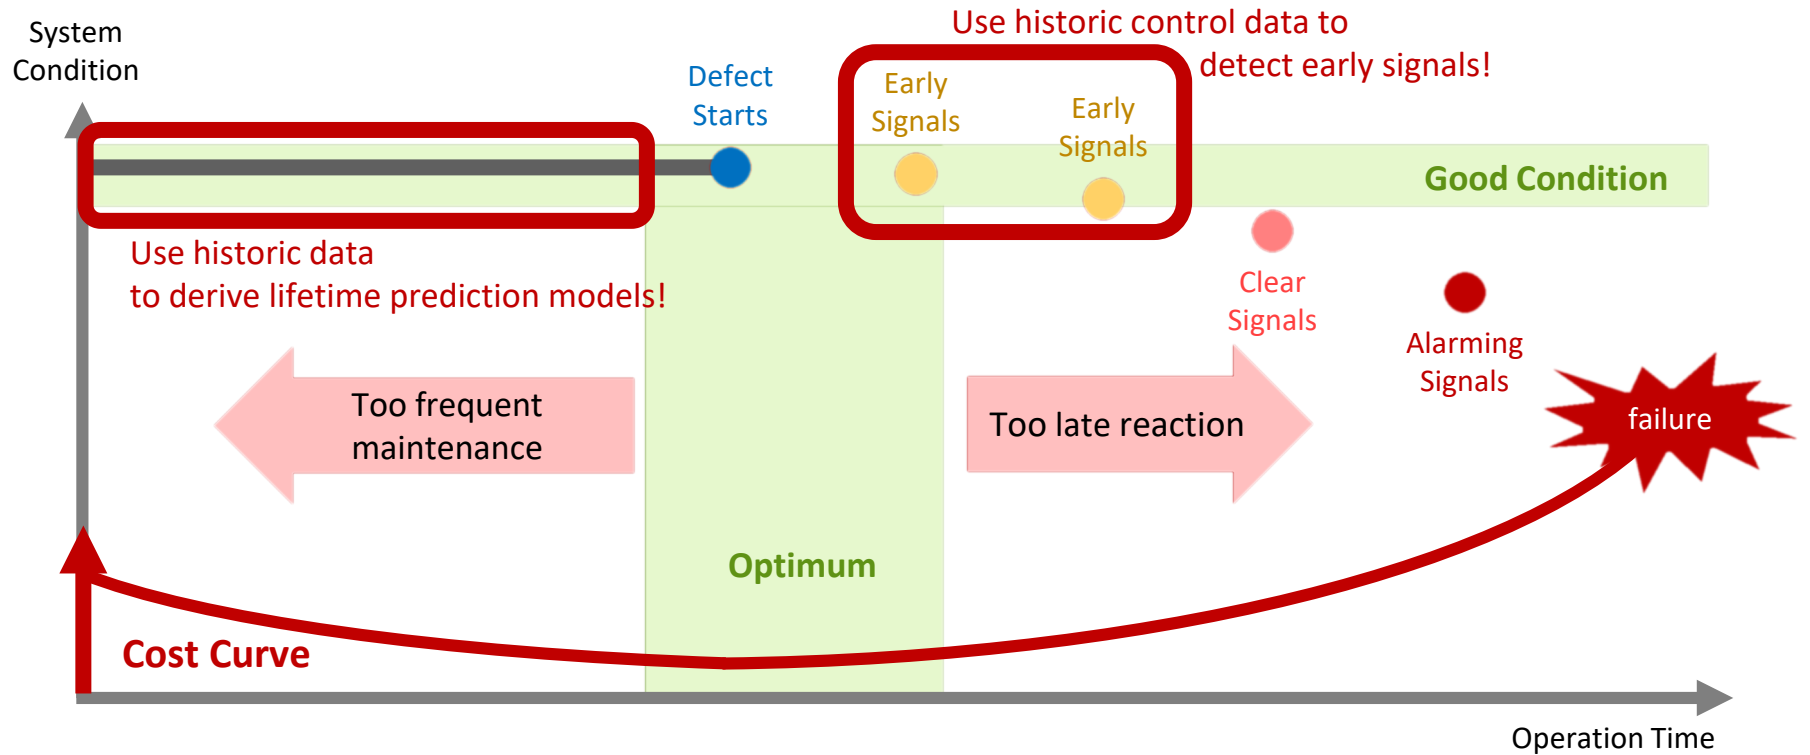 System
Condition
Use historic control data to
detect early signals!
Defect
Starts
Early
Signals
Early
Signals
Good Condition
Use historic data
to derive lifetime prediction models!
Clear
Signals
Alarming
Signals
Too frequent
maintenance
Too late reaction
failure
Optimum
Cost Curve
Operation Time